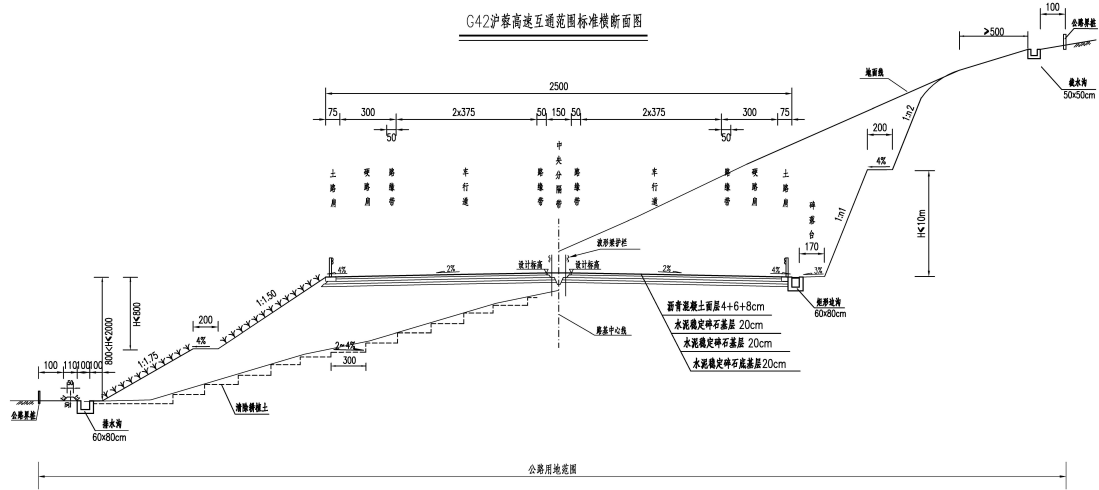 G42沪蓉高速互通范围标准横断面图
100
公路界桩
>500
截水沟
50x50cm
地面线
1:n2
200
4%
2500
75
300
2x375
50
150
50
2x375
300
75
50
50
土路肩
硬路肩
路缘带
车行道
路缘带
中央分隔带
路缘带
车行道
路缘带
硬路肩
土路肩
碎落台
1:n1
H≤10m
170
波形梁护栏
4%
2%
设计标高
设计标高
2%
4%
3%
矩形边沟
60x80cm
沥青混凝土面层4+6+8cm
水泥稳定碎石基层 20cm
水泥稳定碎石基层 20cm
水泥稳定碎石底基层20cm
路基中心线
1:1.50
H≤800
800<H≤2000
200
4%
1:1.75
2~4%
300
100
110
100
100
50
清除耕植土
公路界桩
排水沟
60x80cm
公路用地范围